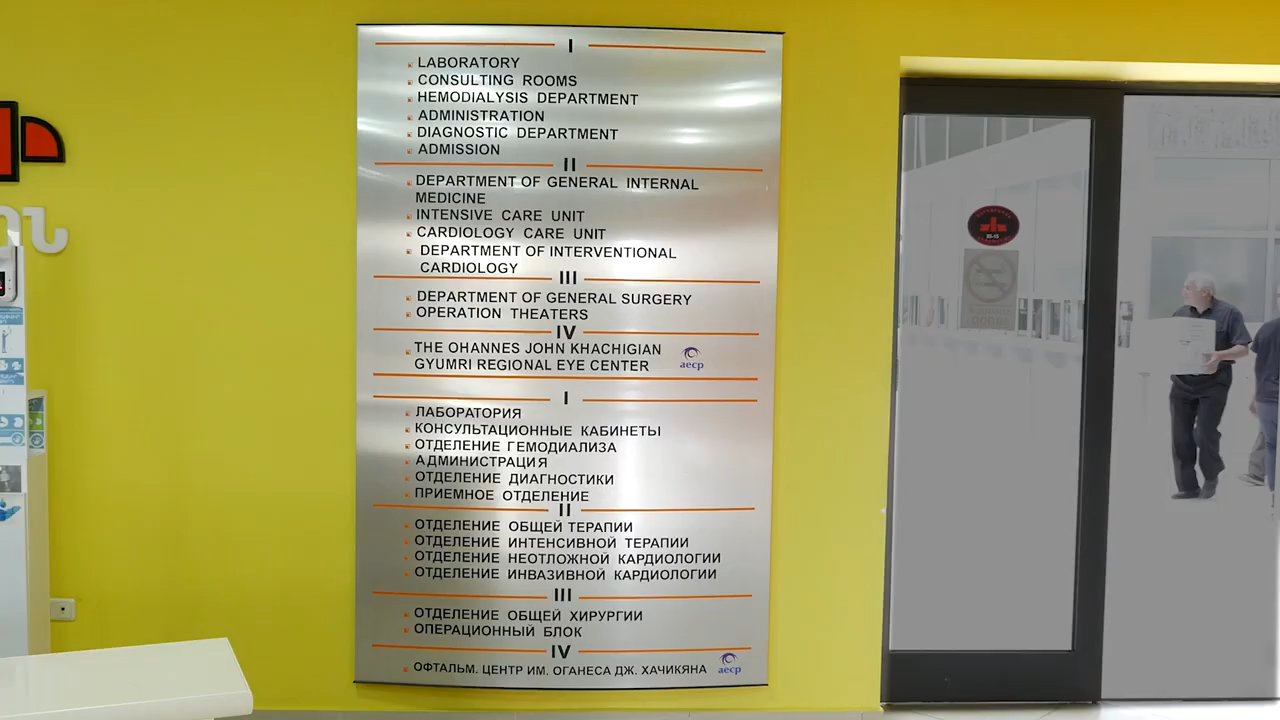 I
LABORATORY
CONSULTING ROOMS
HEMODIALYSIS DEPARTMENT
ADMINISTRATION
DIAGNOSTIC DEPARTMENT
ADMISSION
II
DEPARTMENT OF GENERAL INTERNAL
MEDICINE
INTENSIVE CARE UNIT
CARDIOLOGY CARE UNIT
DEPARTMENT OF INTERVENTIONAL
CARDIOLOGY
III
DEPARTMENT OF GENERAL SURGERY
OPERATION THEATERS
IV
THE OHANNES JOHN KHACHIGIAN
GYUMRI REGIONAL EYE CENTER
aecp
I
ЛАБОРАТОРИЯ
КОНСУЛЬТАЦИОННЫЕ КАБИНЕТЫ
ОТДЕЛЕНИЕ ГЕМОДИАЛИЗА
АДМИНИСТРАЦИЯ
ОТДЕЛЕНИЕ ДИАГНОСТИКИ
ПРИЕМНОЕ ОТДЕЛЕНИЕ
II
ОТДЕЛЕНИЕ ОБЩЕЙ ТЕРАПИИ
ОТДЕЛЕНИЕ ИНТЕНСИВНОЙ ТЕРАПИИ
ОТДЕЛЕНИЕ НЕОТЛОЖНОЙ КАРДИОЛОГИИ
ОТДЕЛЕНИЕ ИНВАЗИВНОЙ КАРДИОЛОГИИ
III
ОТДЕЛЕНИЕ ОБЩЕЙ ХИРУРГИИ
ОПЕРАЦИОННЫЙ БЛОК
IV
ОФТАЛЬМ. ЦЕНТР ИМ. ОГАНЕСА ДЖ. ХАЧИКЯНА
aecp